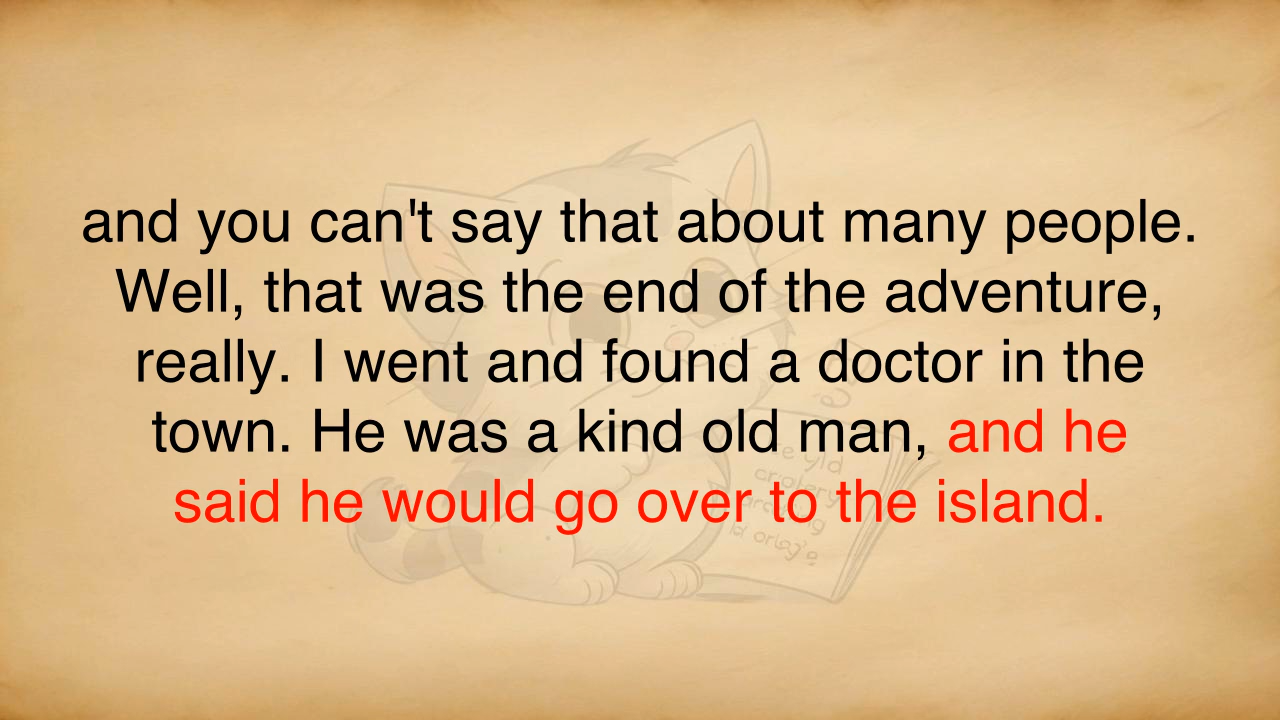 and you can't say that about many people.
Well, that was the end of the adventure,
really. I went and found a doctor in the
town. He was a kind old man, and he
said he would go over to the island.